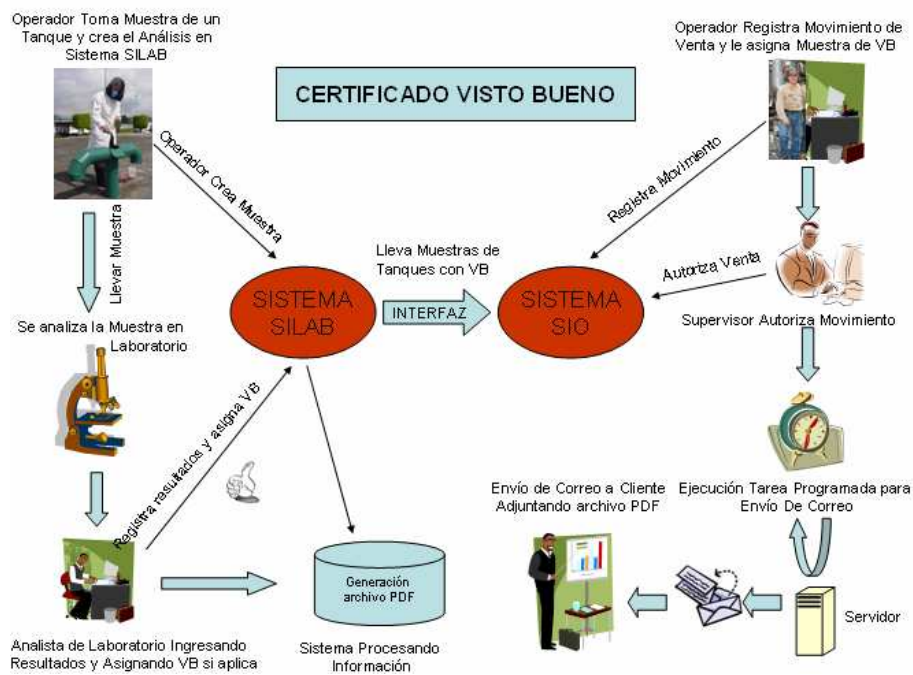 Operador Toma Muestra de un
Tanque y crea el Análisis en
Sistema SILAB
Operador Registra Movimiento de
Venta y le asigna Muestra de VB
CERTIFICADO VISTO BUENO
Operador Crea Muestra
Registra Movimiento
Llevar Muestra
Lleva Muestras de
Tanques con VB
Autoriza Venta
SISTEMA
SILAB
INTERFAZ
SISTEMA
SIO
Supervisor Autoriza Movimiento
Se analiza la Muestra en
Laboratorio
Registra resultados y asigna VB
Envío de Correo a Cliente
Adjuntando archivo PDF
Ejecución Tarea Programada para
Envío De Correo
Generación
archivo PDF
Servidor
Analista de Laboratorio Ingresando
Resultados y Asignando VB si aplica
Sistema Procesando
Información